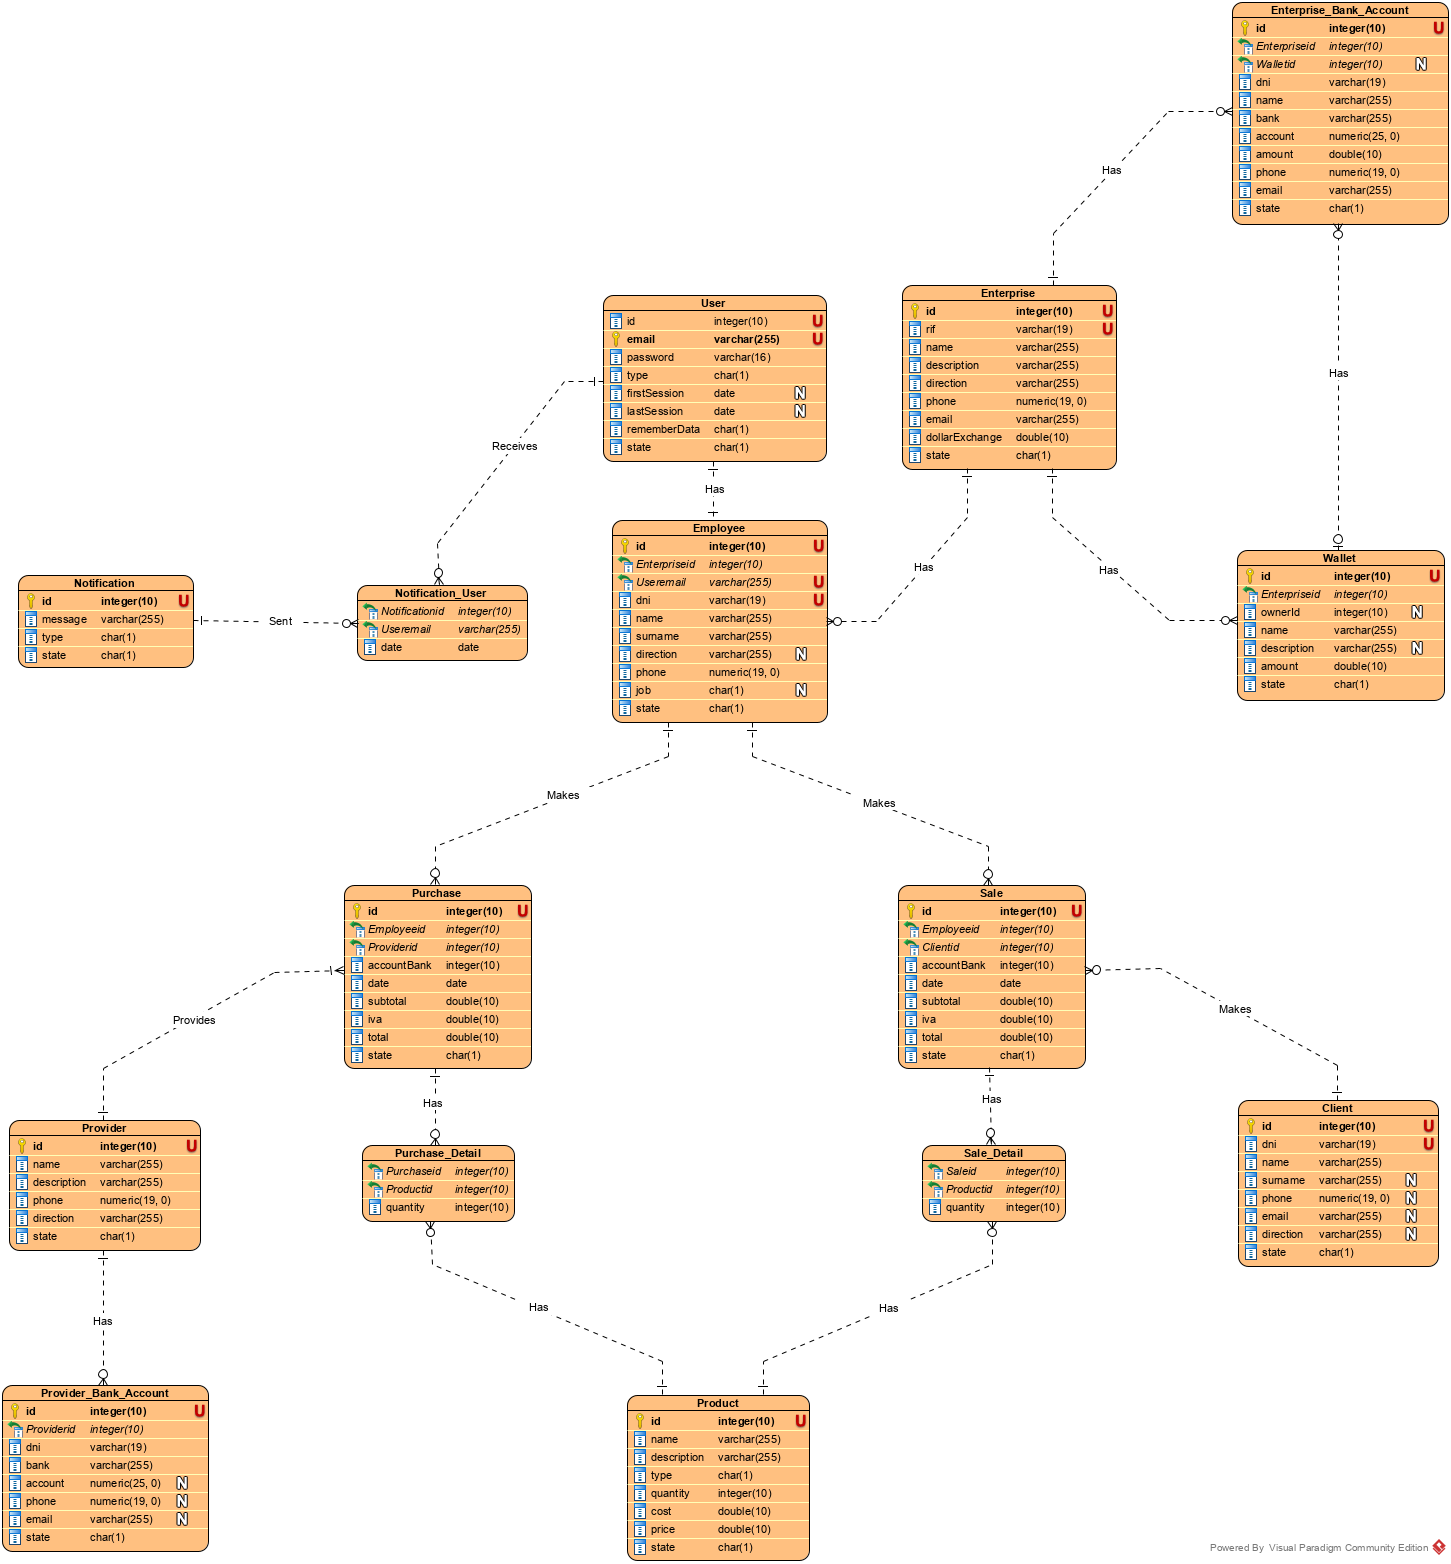 Enterprise_Bank_Account
id integer(10) U
Enterpriseid integer(10)
Walletid integer(10) N
dni varchar(19)
name varchar(255)
bank varchar(255)
account numeric(25, 0)
amount double(10)
phone numeric(19, 0)
email varchar(255)
state char(1)
Has
Has
Enterprise
id integer(10) U
rif varchar(19) U
name varchar(255)
description varchar(255)
direction varchar(255)
phone numeric(19, 0)
email varchar(255)
dollarExchange double(10)
state char(1)
User
id integer(10) U
email varchar(255) U
password varchar(16)
type char(1)
firstSession date N
lastSession date N
rememberData char(1)
state char(1)
Receives
Has
Has
Has
Employee
id integer(10) U
Enterpriseid integer(10)
Useremail varchar(255) U
dni varchar(19) U
name varchar(255)
surname varchar(255)
direction varchar(255) N
phone numeric(19, 0)
job char(1) N
state char(1)
Wallet
id integer(10) U
Enterpriseid integer(10)
ownerId integer(10) N
name varchar(255)
description varchar(255) N
amount double(10)
state char(1)
Notification
id integer(10) U
message varchar(255)
type char(1)
state char(1)
Sent
Notification_User
Notificationid integer(10)
Useremail varchar(255)
date date
Makes
Makes
Purchase
id integer(10) U
Employeeid integer(10)
Providerid integer(10)
accountBank integer(10)
date date
subtotal double(10)
iva double(10)
total double(10)
state char(1)
Sale
id integer(10) U
Employeeid integer(10)
Clientid integer(10)
accountBank integer(10)
date date
subtotal double(10)
iva double(10)
total double(10)
state char(1)
Provides
Makes
Has
Has
Provider
id integer(10) U
name varchar(255)
description varchar(255)
phone numeric(19, 0)
direction varchar(255)
state char(1)
Purchase_Detail
Purchaseid integer(10)
Productid integer(10)
quantity integer(10)
Sale_Detail
Saleid integer(10)
Productid integer(10)
quantity integer(10)
Client
id integer(10) U
dni varchar(19) U
name varchar(255)
surname varchar(255) N
phone numeric(19, 0) N
email varchar(255) N
direction varchar(255) N
state char(1)
Has
Has
Has
Provider_Bank_Account
id integer(10) U
Providerid integer(10)
dni varchar(19)
bank varchar(255)
account numeric(25, 0) N
phone numeric(19, 0) N
email varchar(255) N
state char(1)
Product
id integer(10) U
name varchar(255)
description varchar(255)
type char(1)
quantity integer(10)
cost double(10)
price double(10)
state char(1)
Powered By Visual Paradigm Community Edition